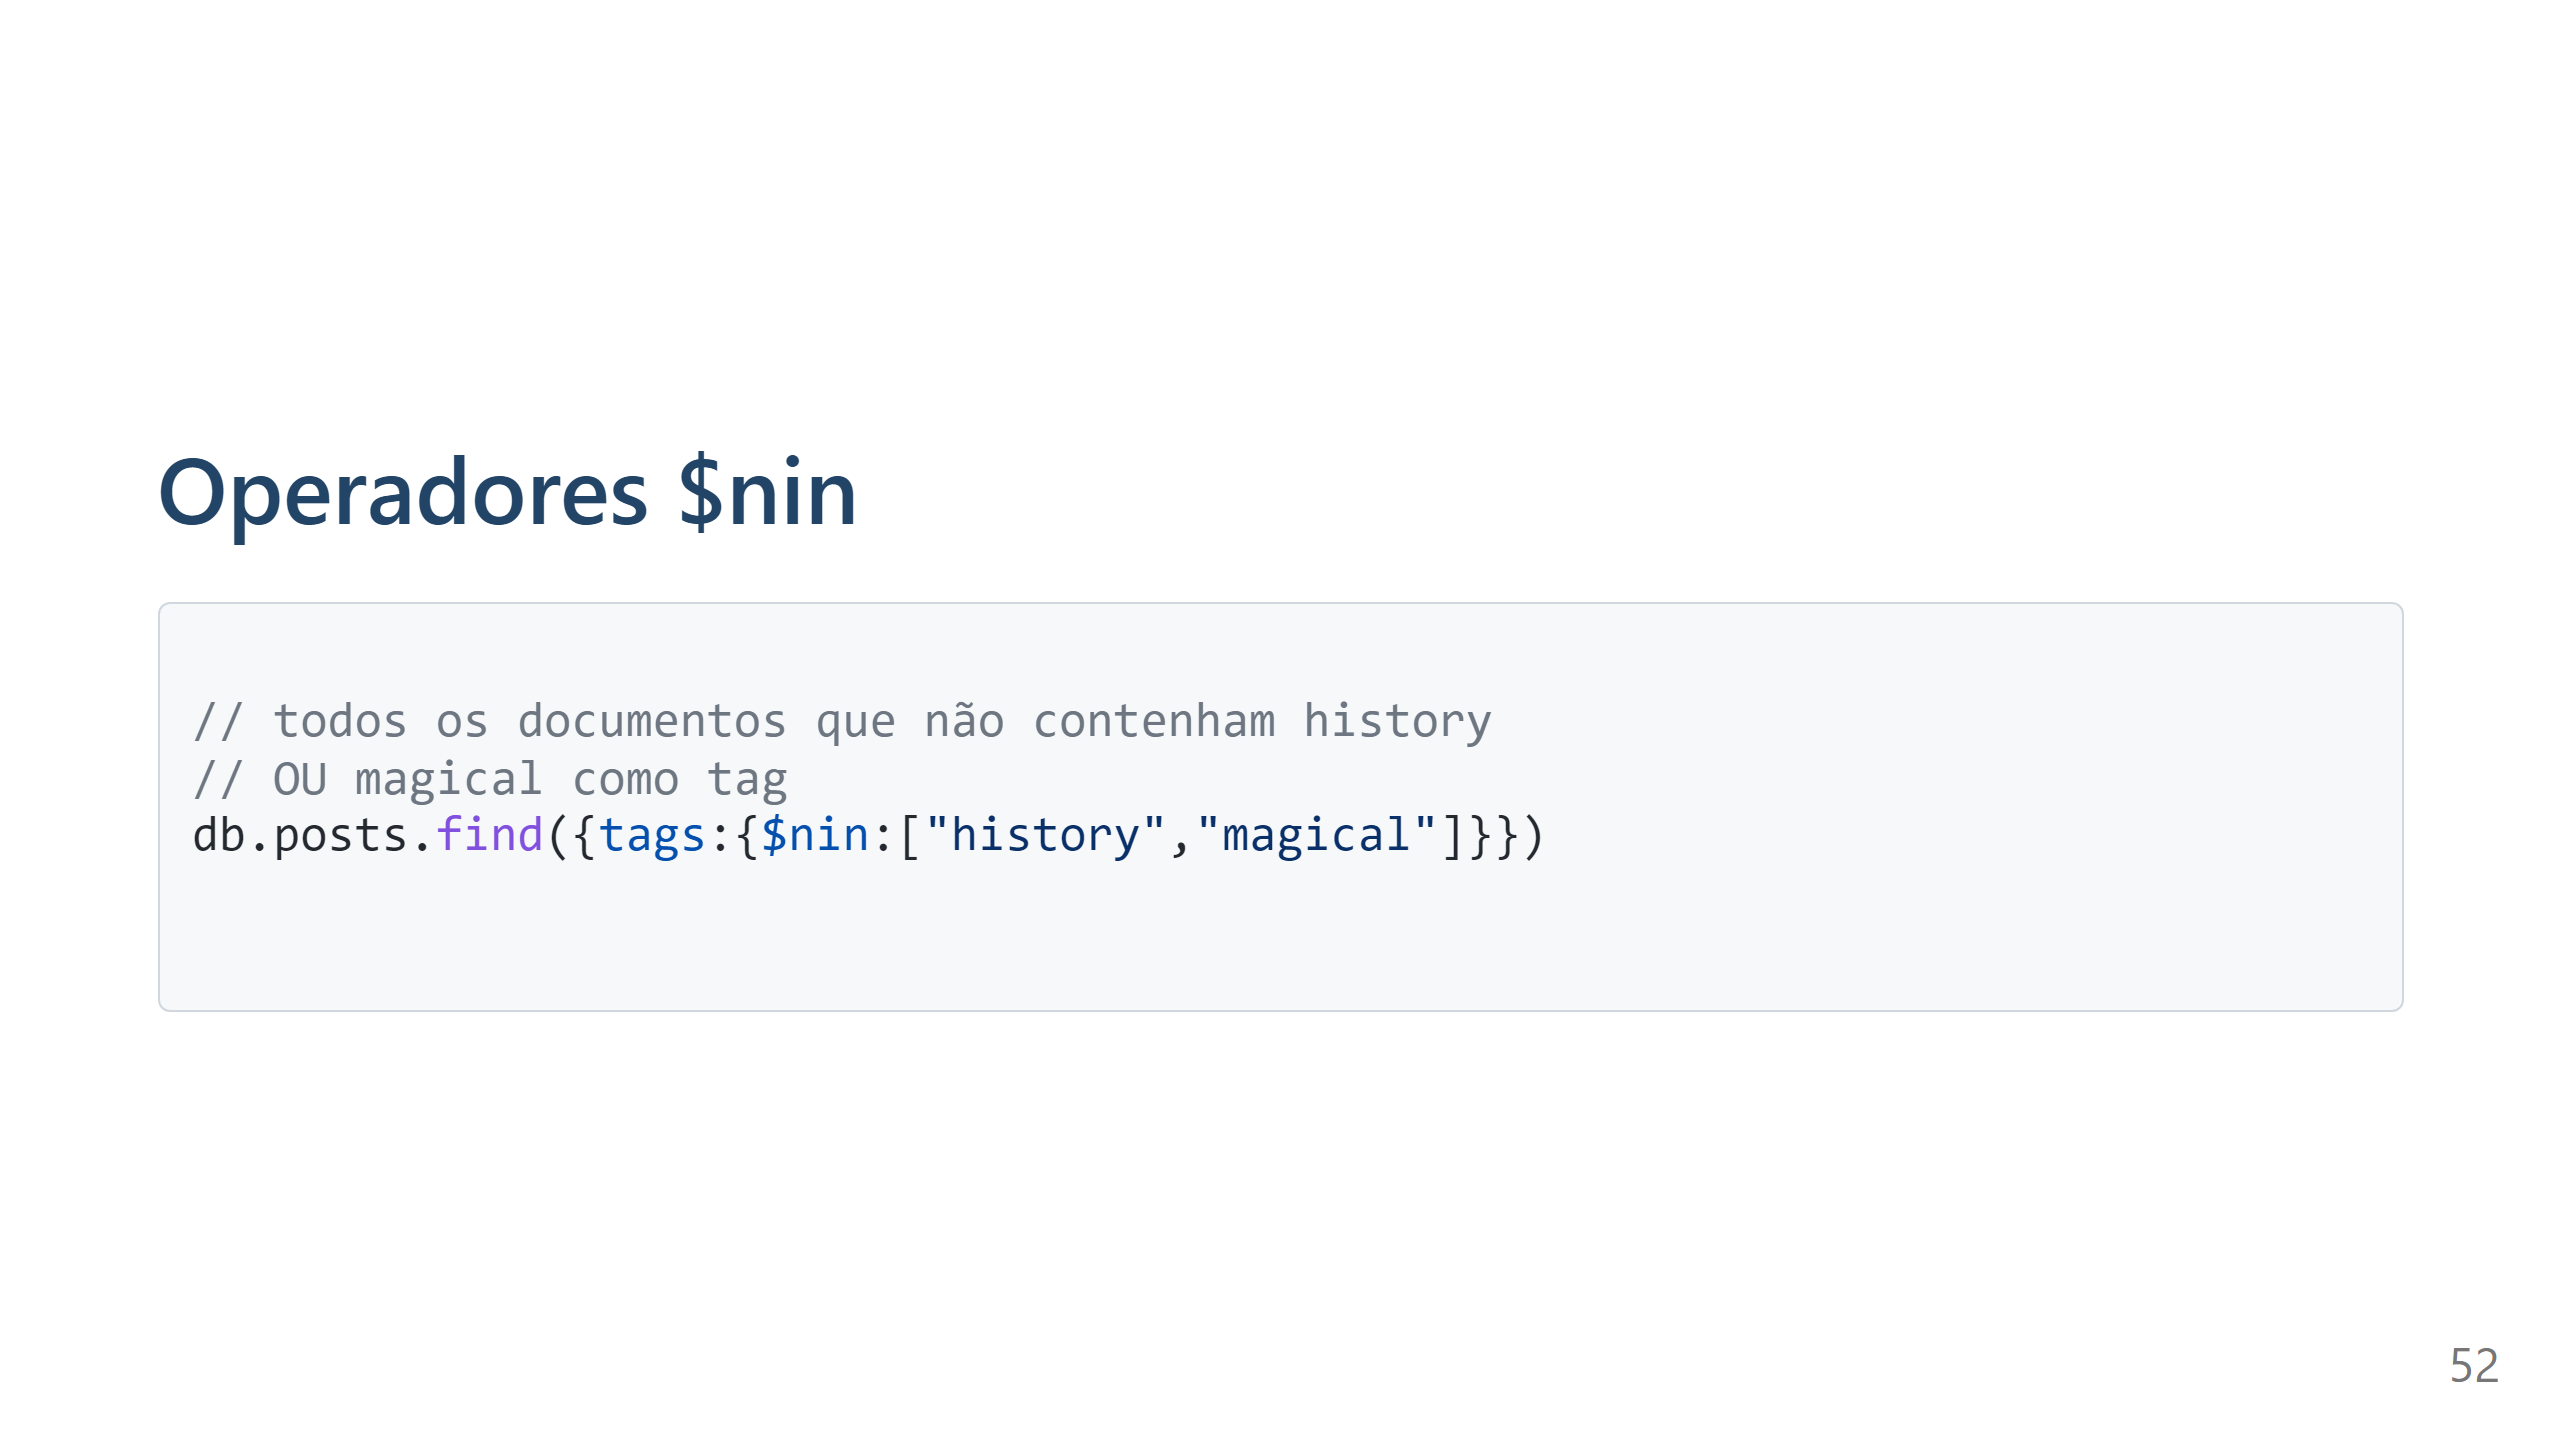 Operadores $nin
// todos os documentos que não contenham history
// OU magical como tag
db.posts.find({tags:{$nin:["history","magical"]}})
52